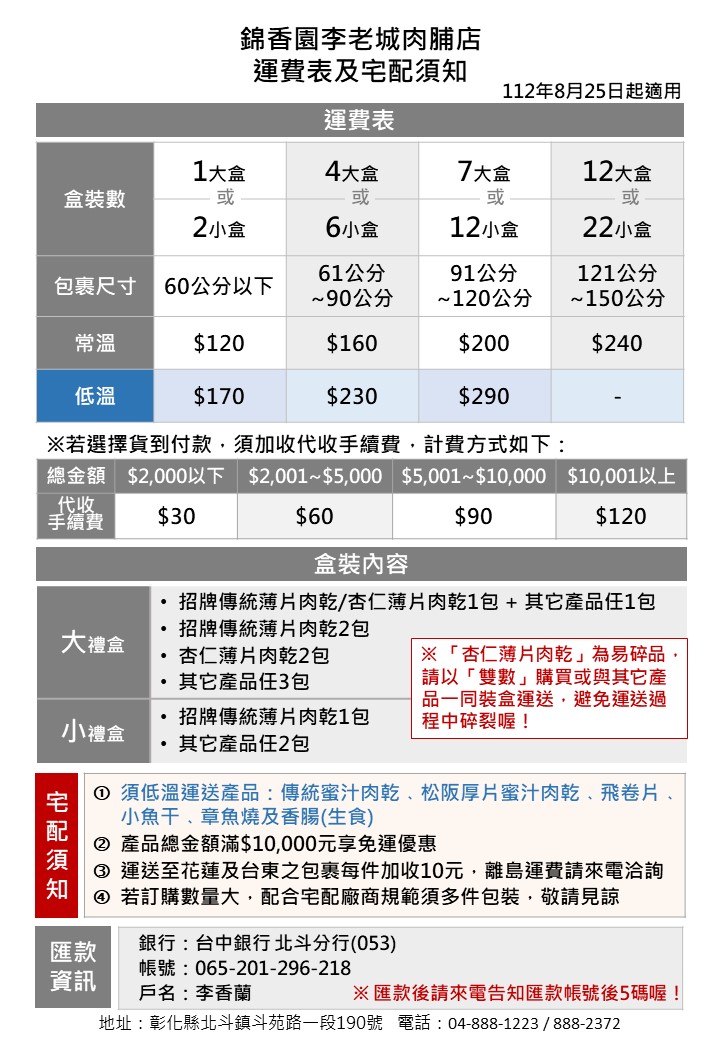 錦香園李老城肉脯店
運費表及宅配須知
112年8月25日起適用
運費表
盒裝數
1大盒
或
2小盒
4大盒
或
6小盒
7大盒
或
12小盒
12大盒
或
22小盒
包裹尺寸
60公分以下
61公分
~90公分
91公分
~120公分
121公分
~150公分
常溫
$120
$160
$200
$240
低溫
$170
$230
$290
-
※若選擇貨到付款，須加收代收手續費，計費方式如下：
總金額
$2,000以下
$2,001~$5,000
$5,001~$10,000
$10,001以上
代收
手續費
$30
$60
$90
$120
盒裝內容
大禮盒
• 招牌傳統薄片肉乾/杏仁薄片肉乾1包 + 其它產品任1包
• 招牌傳統薄片肉乾2包
• 杏仁薄片肉乾2包
• 其它產品任3包
※「杏仁薄片肉乾」為易碎品，
請以「雙數」購買或與其它產
品一同裝盒運送，避免運送過
程中碎裂喔！
小禮盒
• 招牌傳統薄片肉乾1包
• 其它產品任2包
宅配須知
① 須低溫運送產品：傳統蜜汁肉乾﹑松阪厚片蜜汁肉乾﹑飛卷片﹑
小魚干﹑章魚燒及香腸(生食)
② 產品總金額滿$10,000元享免運優惠
③ 運送至花蓮及台東之包裹每件加收10元，離島運費請來電洽詢
④ 若訂購數量大，配合宅配廠商規範須多件包裝，敬請見諒
匯款
資訊
銀行：台中銀行 北斗分行(053)
帳號：065-201-296-218
戶名：李香蘭
※ 匯款後請來電告知匯款帳號後5碼喔！
地址：彰化縣北斗鎮斗苑路一段190號 電話：04-888-1223 / 888-2372